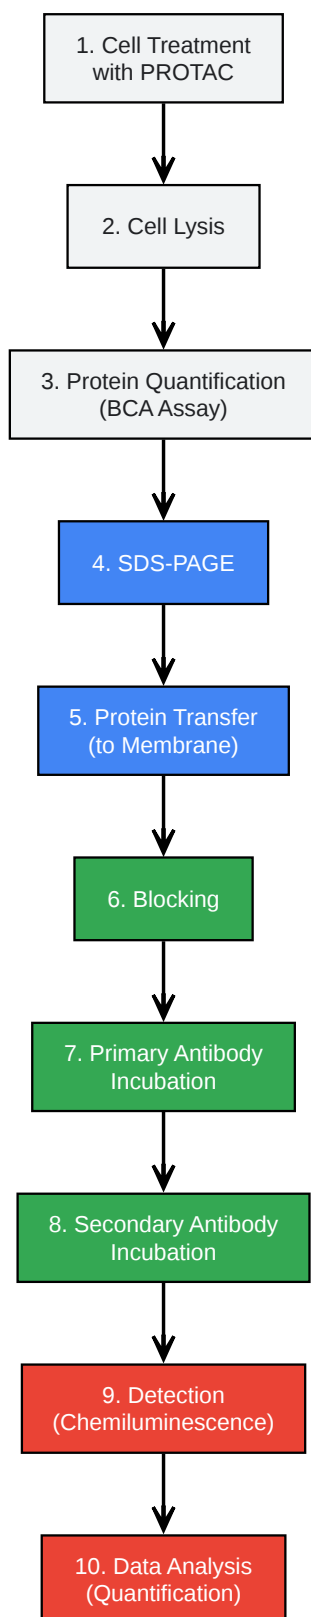 1. Cell Treatment
with PROTAC
2. Cell Lysis
3. Protein Quantification
(BCA Assay)
4. SDS-PAGE
5. Protein Transfer
(to Membrane)
6. Blocking
7. Primary Antibody
Incubation
8. Secondary Antibody
Incubation
9. Detection
(Chemiluminescence)
10. Data Analysis
(Quantification)